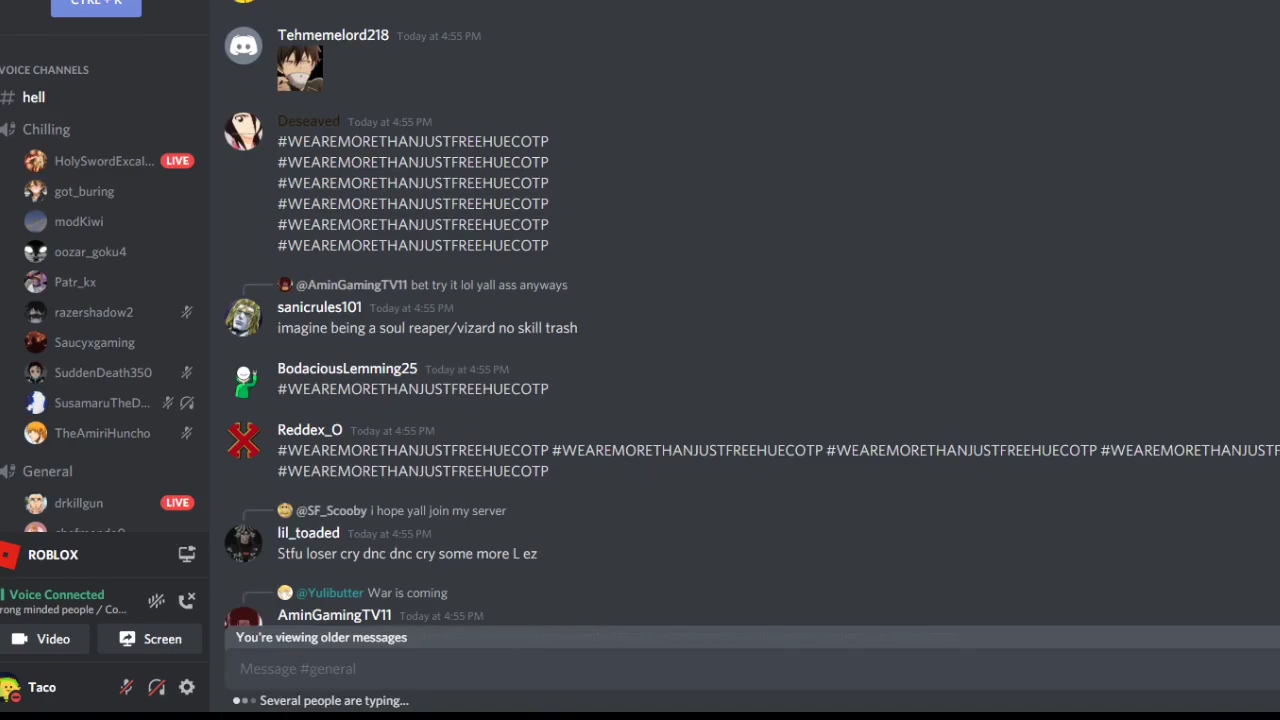 CTRL + K
VOICE CHANNELS
# hell
Chilling
HolySwordExcal... LIVE
got_buring
modKiwi
oozar_goku4
Patr_kx
razershadow2
Saucyxgaming
SuddenDeath350
SusamaruTheD...
TheAmiriHuncho
General
drkillgun LIVE
ROBLOX
Voice Connected
rong minded people / Co...
Video Screen
Taco
Tehmemelord218 Today at 4:55 PM
Deseaved Today at 4:55 PM
#WEAREMORETHANJUSTFREEHUECOTP
#WEAREMORETHANJUSTFREEHUECOTP
#WEAREMORETHANJUSTFREEHUECOTP
#WEAREMORETHANJUSTFREEHUECOTP
#WEAREMORETHANJUSTFREEHUECOTP
#WEAREMORETHANJUSTFREEHUECOTP
@AminGamingTV11 bet try it lol yall ass anyways
sanicrules101 Today at 4:55 PM
imagine being a soul reaper/vizard no skill trash
BodaciousLemming25 Today at 4:55 PM
#WEAREMORETHANJUSTFREEHUECOTP
Reddex_O Today at 4:55 PM
#WEAREMORETHANJUSTFREEHUECOTP #WEAREMORETHANJUSTFREEHUECOTP #WEAREMORETHANJUSTFREEHUECOTP #WEAREMORETHANJUSTF
#WEAREMORETHANJUSTFREEHUECOTP
@SF_Scooby i hope yall join my server
lil_toaded Today at 4:55 PM
Stfu loser cry dnc dnc cry some more L ez
@Yulibutter War is coming
AminGamingTV11 Today at 4:55 PM
You're viewing older messages
Message #general
Several people are typing...